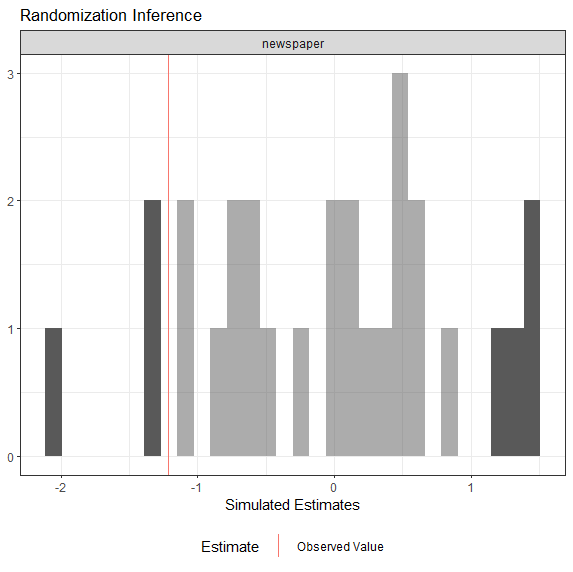 Randomization Inference
newspaper
3
2
1
0
-2 -1 0 1
Simulated Estimates
Estimate Observed Value